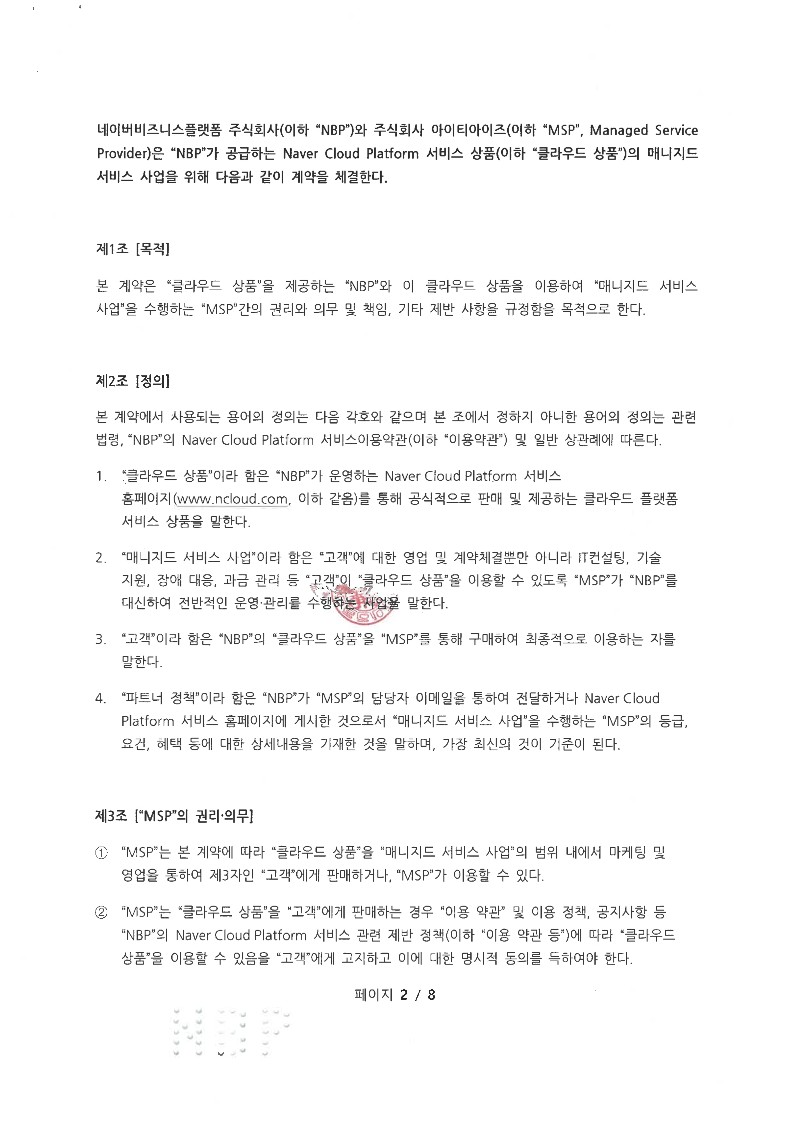 네이버비즈니스플랫폼 주식회사(이하 “NBP”)와 주식회사 아이티아이즈(이하 “MSP”, Managed Service
Provider)은 “NBP”가 공급하는 Naver Cloud Platform 서비스 상품(이하 “클라우드 상품”)의 매니지드
서비스 사업을 위해 다음과 같이 계약을 체결한다.
제1조 [목적]
본 계약은 “클라우드 상품”을 제공하는 “NBP”와 이 클라우드 상품을 이용하여 “매니지드 서비스
사업”을 수행하는 “MSP”간의 권리와 의무 및 책임, 기타 제반 사항을 규정함을 목적으로 한다.
제2조 [정의]
본 계약에서 사용되는 용어의 정의는 다음 각호와 같으며 본 조에서 정하지 아니한 용어의 정의는 관련
법령, “NBP”의 Naver Cloud Platform 서비스이용약관(이하 “이용약관”) 및 일반 상관례에 따른다.
1. “클라우드 상품”이라 함은 “NBP”가 운영하는 Naver Cloud Platform 서비스
홈페이지(www.ncloud.com, 이하 같음)를 통해 공식적으로 판매 및 제공하는 클라우드 플랫폼
서비스 상품을 말한다.
2. “매니지드 서비스 사업”이라 함은 “고객”에 대한 영업 및 계약체결뿐만 아니라 IT컨설팅, 기술
지원, 장애 대응, 과금 관리 등 “고객”이 “클라우드 상품”을 이용할 수 있도록 “MSP”가 “NBP”를
대신하여 전반적인 운영·관리를 수행하는 사업을 말한다.
3. “고객”이라 함은 “NBP”의 “클라우드 상품”을 “MSP”를 통해 구매하여 최종적으로 이용하는 자를
말한다.
4. “파트너 정책”이라 함은 “NBP”가 “MSP”의 담당자 이메일을 통하여 전달하거나 Naver Cloud
Platform 서비스 홈페이지에 게시한 것으로서 “매니지드 서비스 사업”을 수행하는 “MSP”의 등급,
요건, 혜택 등에 대한 상세내용을 기재한 것을 말하며, 가장 최신의 것이 기준이 된다.
제3조 [“MSP”의 권리·의무]
① “MSP”는 본 계약에 따라 “클라우드 상품”을 “매니지드 서비스 사업”의 범위 내에서 마케팅 및
영업을 통하여 제3자인 “고객”에게 판매하거나, “MSP”가 이용할 수 있다.
② “MSP”는 “클라우드 상품”을 “고객”에게 판매하는 경우 “이용 약관” 및 이용 정책, 공지사항 등
“NBP”의 Naver Cloud Platform 서비스 관련 제반 정책(이하 “이용 약관 등”)에 따라 “클라우드
상품”을 이용할 수 있음을 “고객”에게 고지하고 이에 대한 명시적 동의를 득하여야 한다.
페이지 2 / 8
NBP